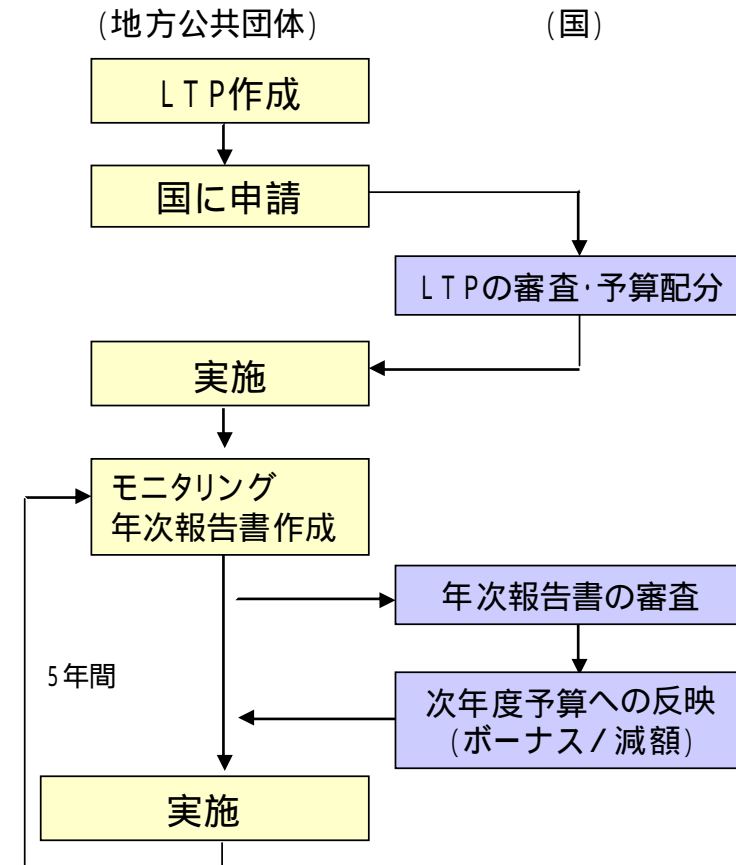 (地方公共団体)
(国)
LTP作成
国に申請
LTPの審査・予算配分
実施
モニタリング
年次報告書作成
年次報告書の審査
5年間
次年度予算への反映
(ボーナス/減額)
実施